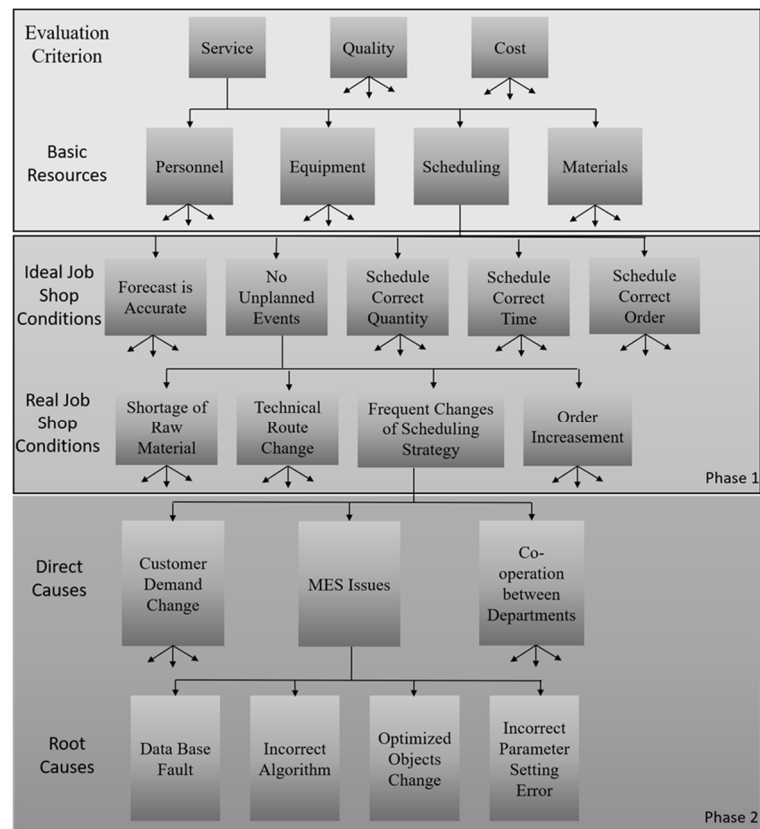 Evaluation
Criterion
Service
Quality
Cost
Basic
Resources
Personnel
Equipment
Scheduling
Materials
Ideal Job
Shop
Conditions
Forecast is
Accurate
No
Unplanned
Events
Schedule
Correct
Quantity
Schedule
Correct
Time
Schedule
Correct
Order
Real Job
Shop
Conditions
Shortage of
Raw
Material
Technical
Route
Change
Frequent Changes
of Scheduling
Strategy
Order
Increasement
Phase 1
Direct
Causes
Customer
Demand
Change
MES Issues
Co-
operation
between
Departments
Root
Causes
Data Base
Fault
Incorrect
Algorithm
Optimized
Objects
Change
Incorrect
Parameter
Setting
Error
Phase 2